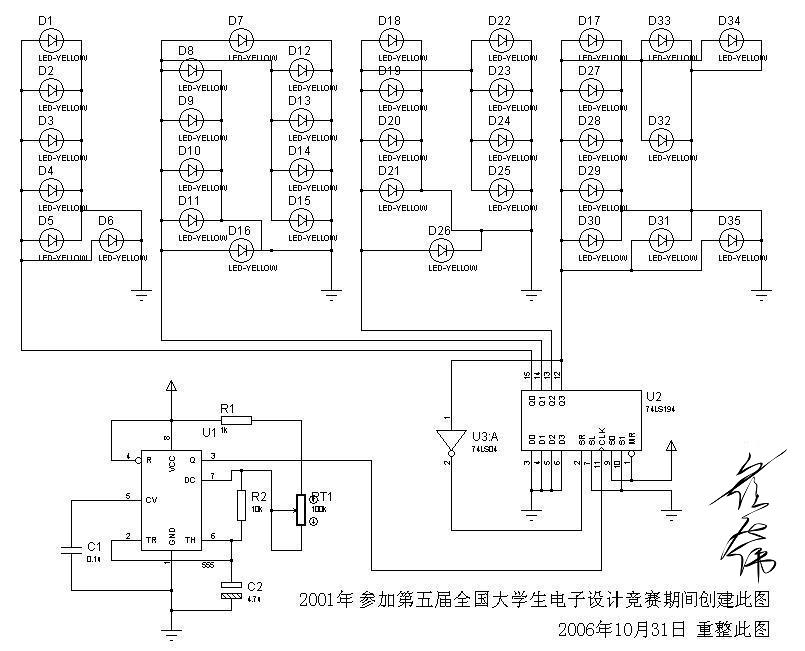 D1 D7 D18 D22 D17 D33 D34
LED-YELLOW LED-YELLOW LED-YELLOW LED-YELLOW LED-YELLOW LED-YELLOW LED-YELLOW
D8 D12
LED-YELLOW LED-YELLOW
D2 D19 D23 D27
LED-YELLOW LED-YELLOW LED-YELLOW LED-YELLOW
D9 D13
LED-YELLOW LED-YELLOW
D3 D20 D24 D28 D32
LED-YELLOW LED-YELLOW LED-YELLOW LED-YELLOW LED-YELLOW
D10 D14
LED-YELLOW LED-YELLOW
D4 D21 D25 D29
LED-YELLOW LED-YELLOW LED-YELLOW LED-YELLOW
D11 D15
LED-YELLOW LED-YELLOW
D5 D6 D30 D31 D35
LED-YELLOW LED-YELLOW LED-YELLOW LED-YELLOW LED-YELLOW
D16 D26
LED-YELLOW LED-YELLOW
15 14 13 12
Q0 Q1 Q2 Q3
U2
74LS194
D0 D1 D2 D3 SR SL CLK S0 S1 MR
3 4 5 6 2 7 11 9 10 1
1
U3:A
74LS04
2
R1
1k
U1
8
VCC
4 R Q 3
DC 7
5 CV
2 TR TH 6
GND
1
555
R2
10k
RT1
100k
C1
0.1u
C2
4.7u
2001年 参加第五届全国大学生电子设计竞赛期间创建此图
2006年10月31日 重整此图